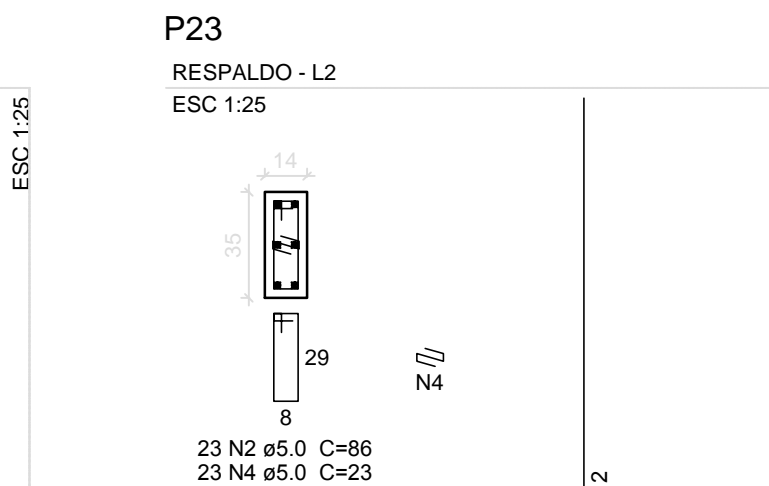 P23
RESPALDO - L2
ESC 1:25
ESC 1:25
14
35
29
8
N4
23 N2 ø5.0 C=86
23 N4 ø5.0 C=23
2